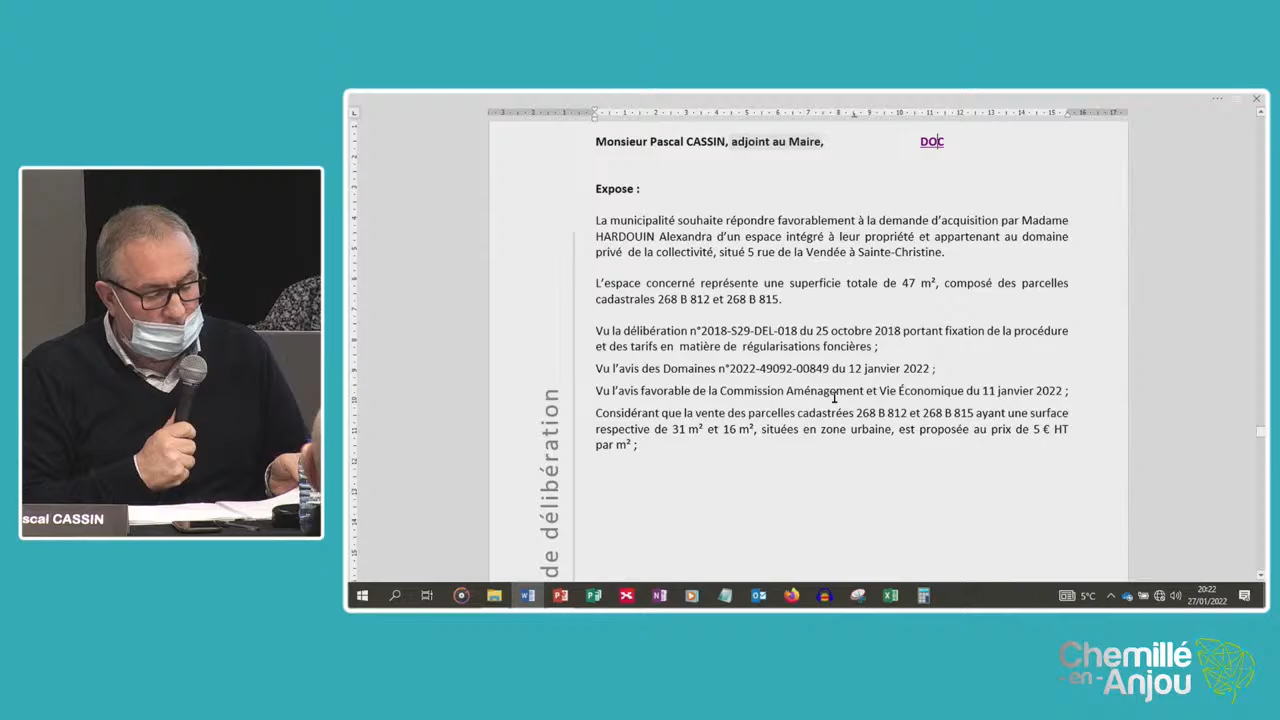 Monsieur Pascal CASSIN, adjoint au Maire, DOC
Expose :
La municipalité souhaite répondre favorablement à la demande d'acquisition par Madame
HARDOUIN Alexandra d'un espace intégré à leur propriété et appartenant au domaine
privé de la collectivité, situé 5 rue de la Vendée à Sainte-Christine.
L'espace concerné représente une superficie totale de 47 m², composé des parcelles
cadastrales 268 B 812 et 268 B 815.
Vu la délibération n°2018-S29-DEL-018 du 25 octobre 2018 portant fixation de la procédure
et des tarifs en matière de régularisations foncières ;
Vu l'avis des Domaines n°2022-49092-00849 du 12 janvier 2022 ;
Vu l'avis favorable de la Commission Aménagement et Vie Économique du 11 janvier 2022 ;
Considérant que la vente des parcelles cadastrées 268 B 812 et 268 B 815 ayant une surface
respective de 31 m² et 16 m², situées en zone urbaine, est proposée au prix de 5 € HT
par m² ;
de délibération
scal CASSIN
5°C
20:22
27/01/2022
Chemillé
-en-
Anjou